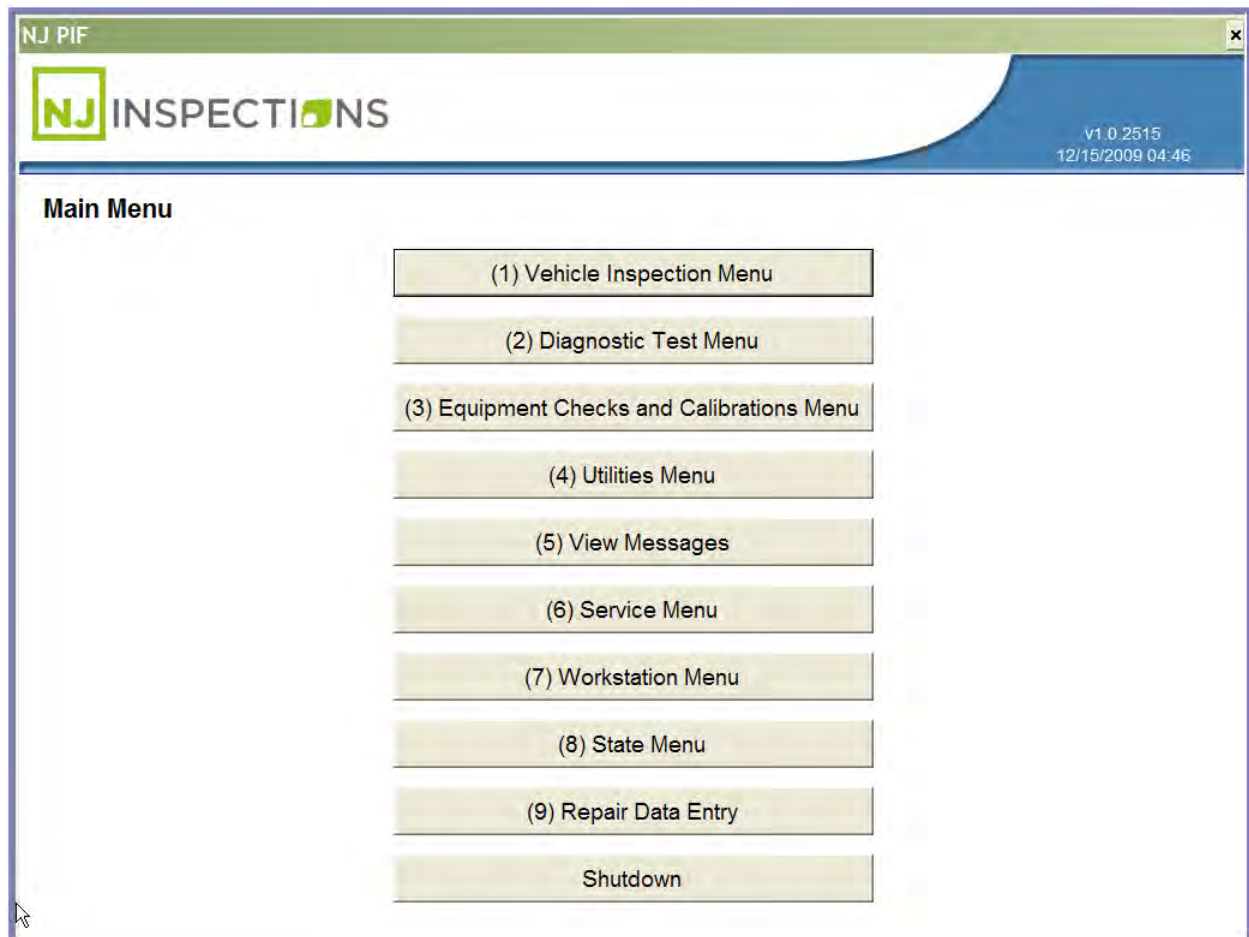 NJ PIF
NJ INSPECTIONS
v1.0.2515
12/15/2009 04:46
Main Menu
(1) Vehicle Inspection Menu
(2) Diagnostic Test Menu
(3) Equipment Checks and Calibrations Menu
(4) Utilities Menu
(5) View Messages
(6) Service Menu
(7) Workstation Menu
(8) State Menu
(9) Repair Data Entry
Shutdown